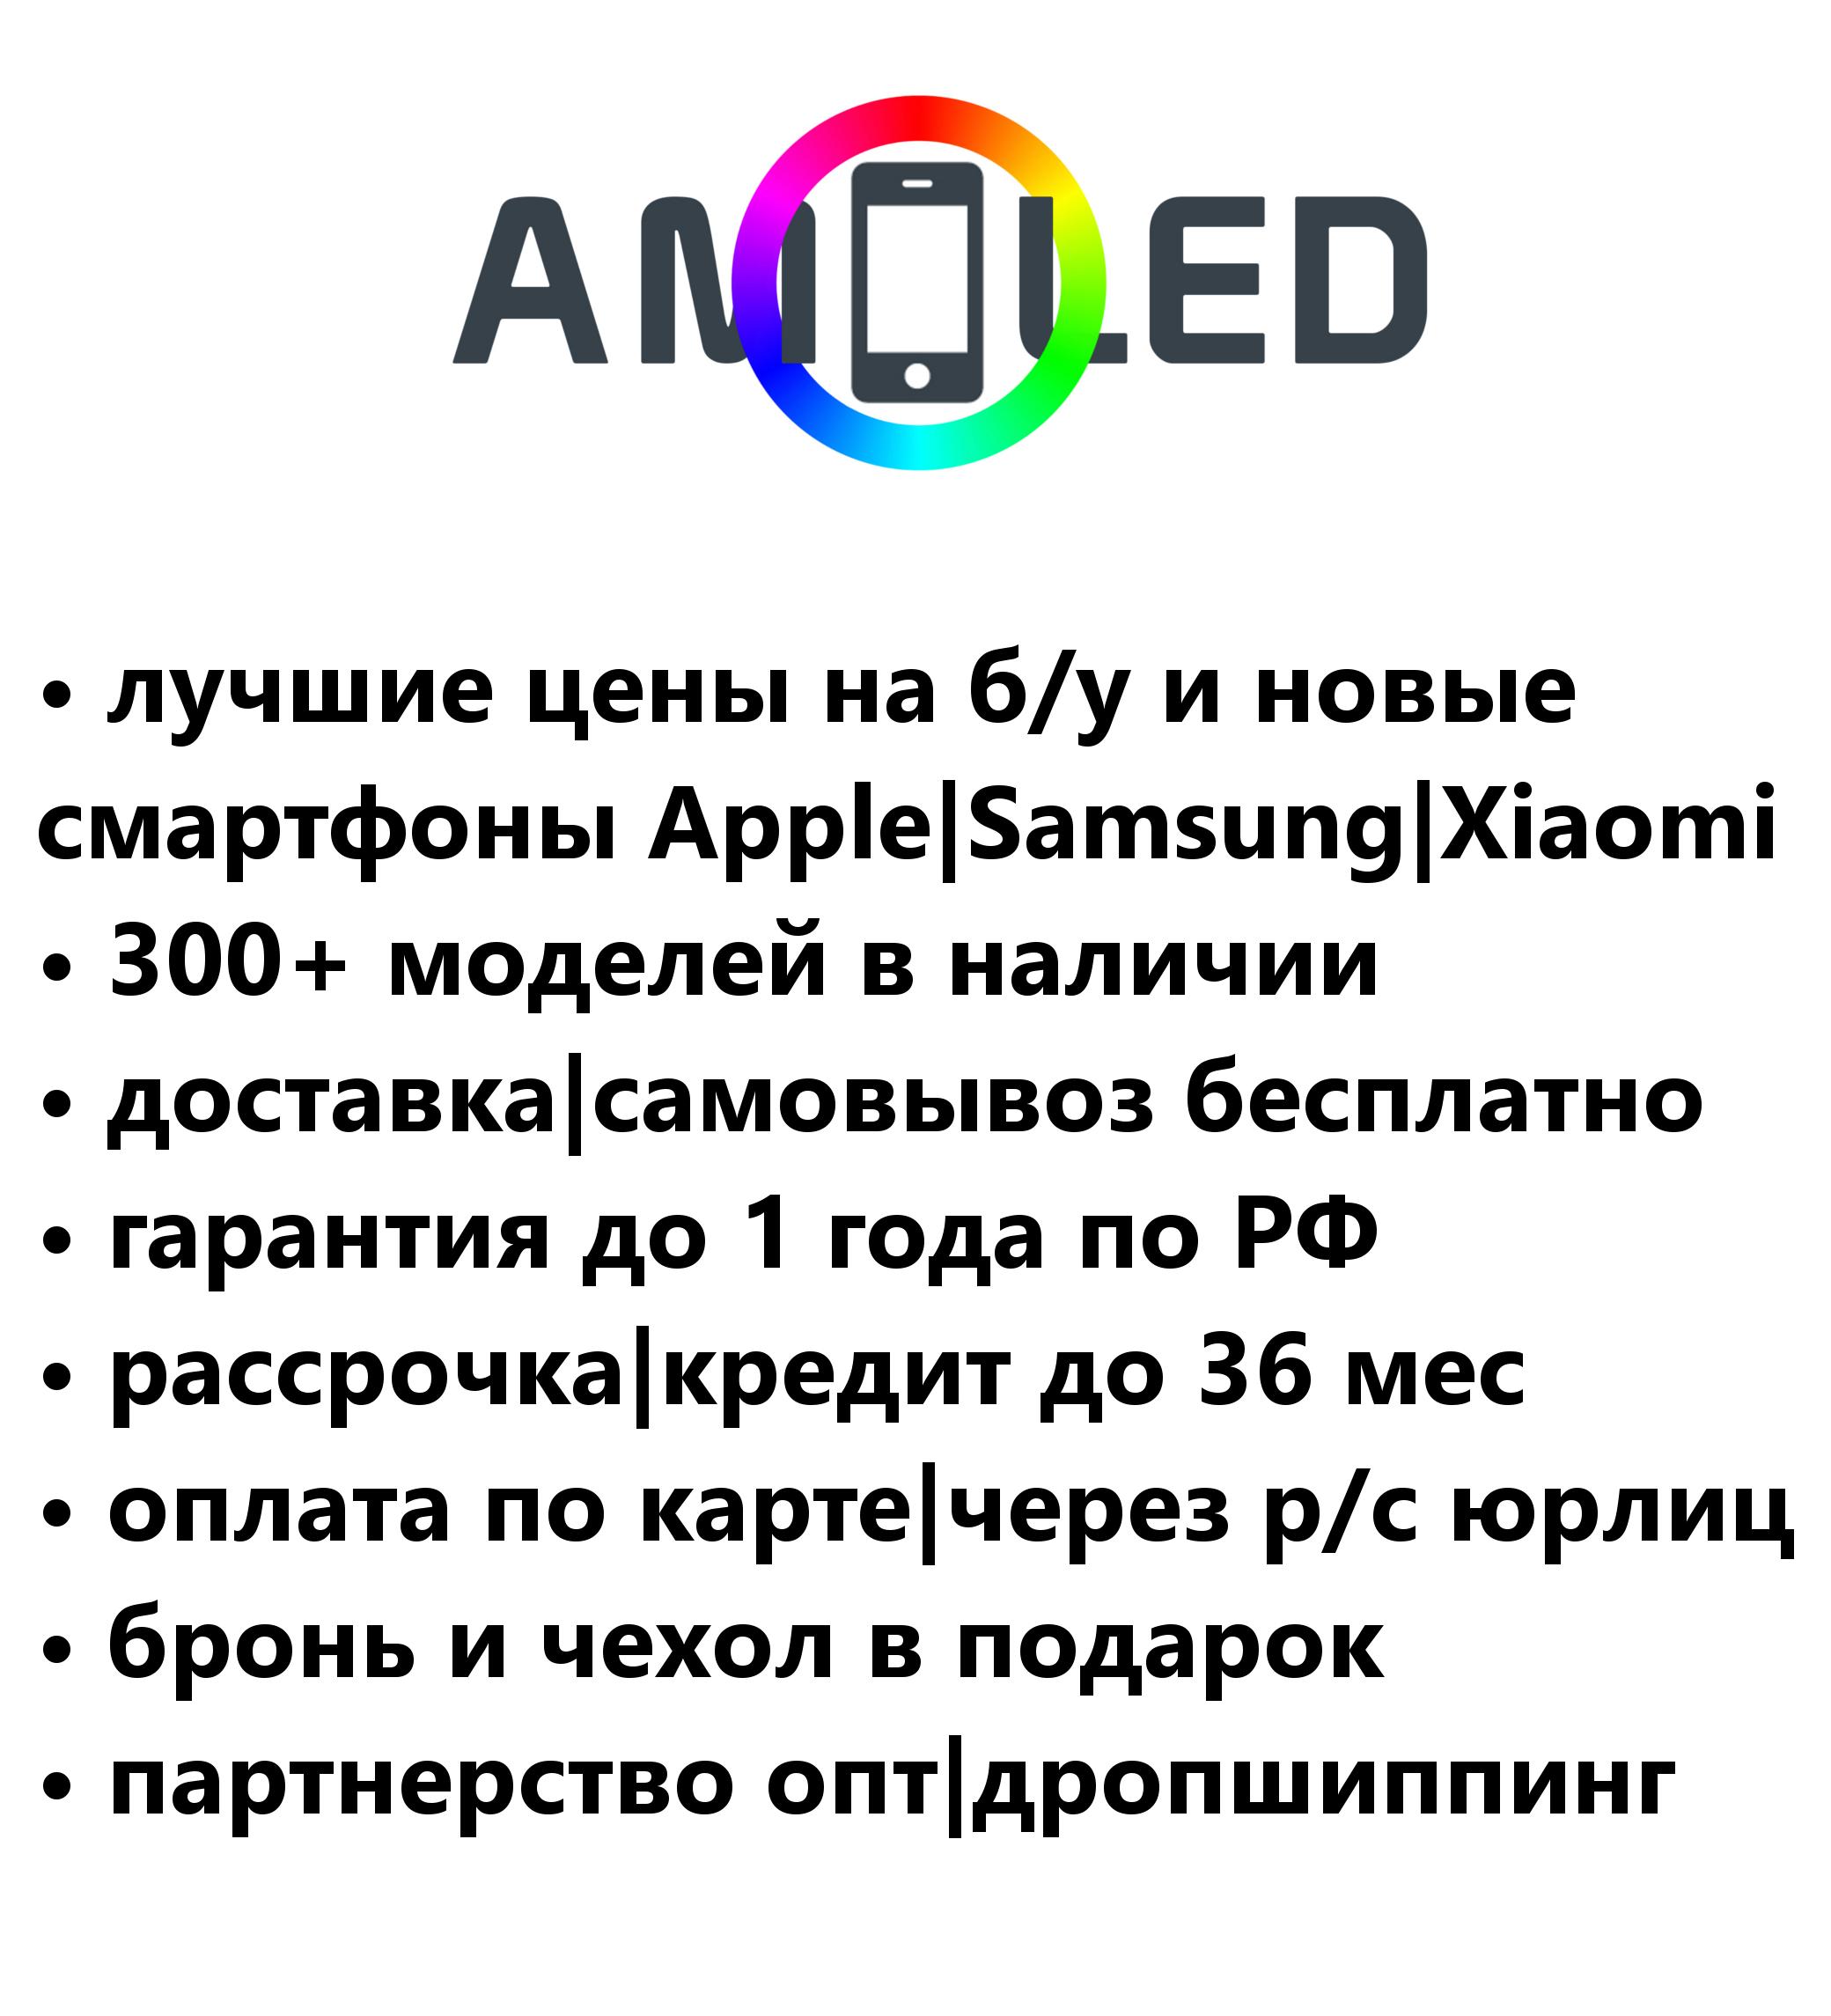 AMOLED
• лучшие цены на б/у и новые
смартфоны Apple|Samsung|Xiaomi
• 300+ моделей в наличии
• доставка|самовывоз бесплатно
• гарантия до 1 года по РФ
• рассрочка|кредит до 36 мес
• оплата по карте|через р/с юрлиц
• бронь и чехол в подарок
• партнерство опт|дропшиппинг